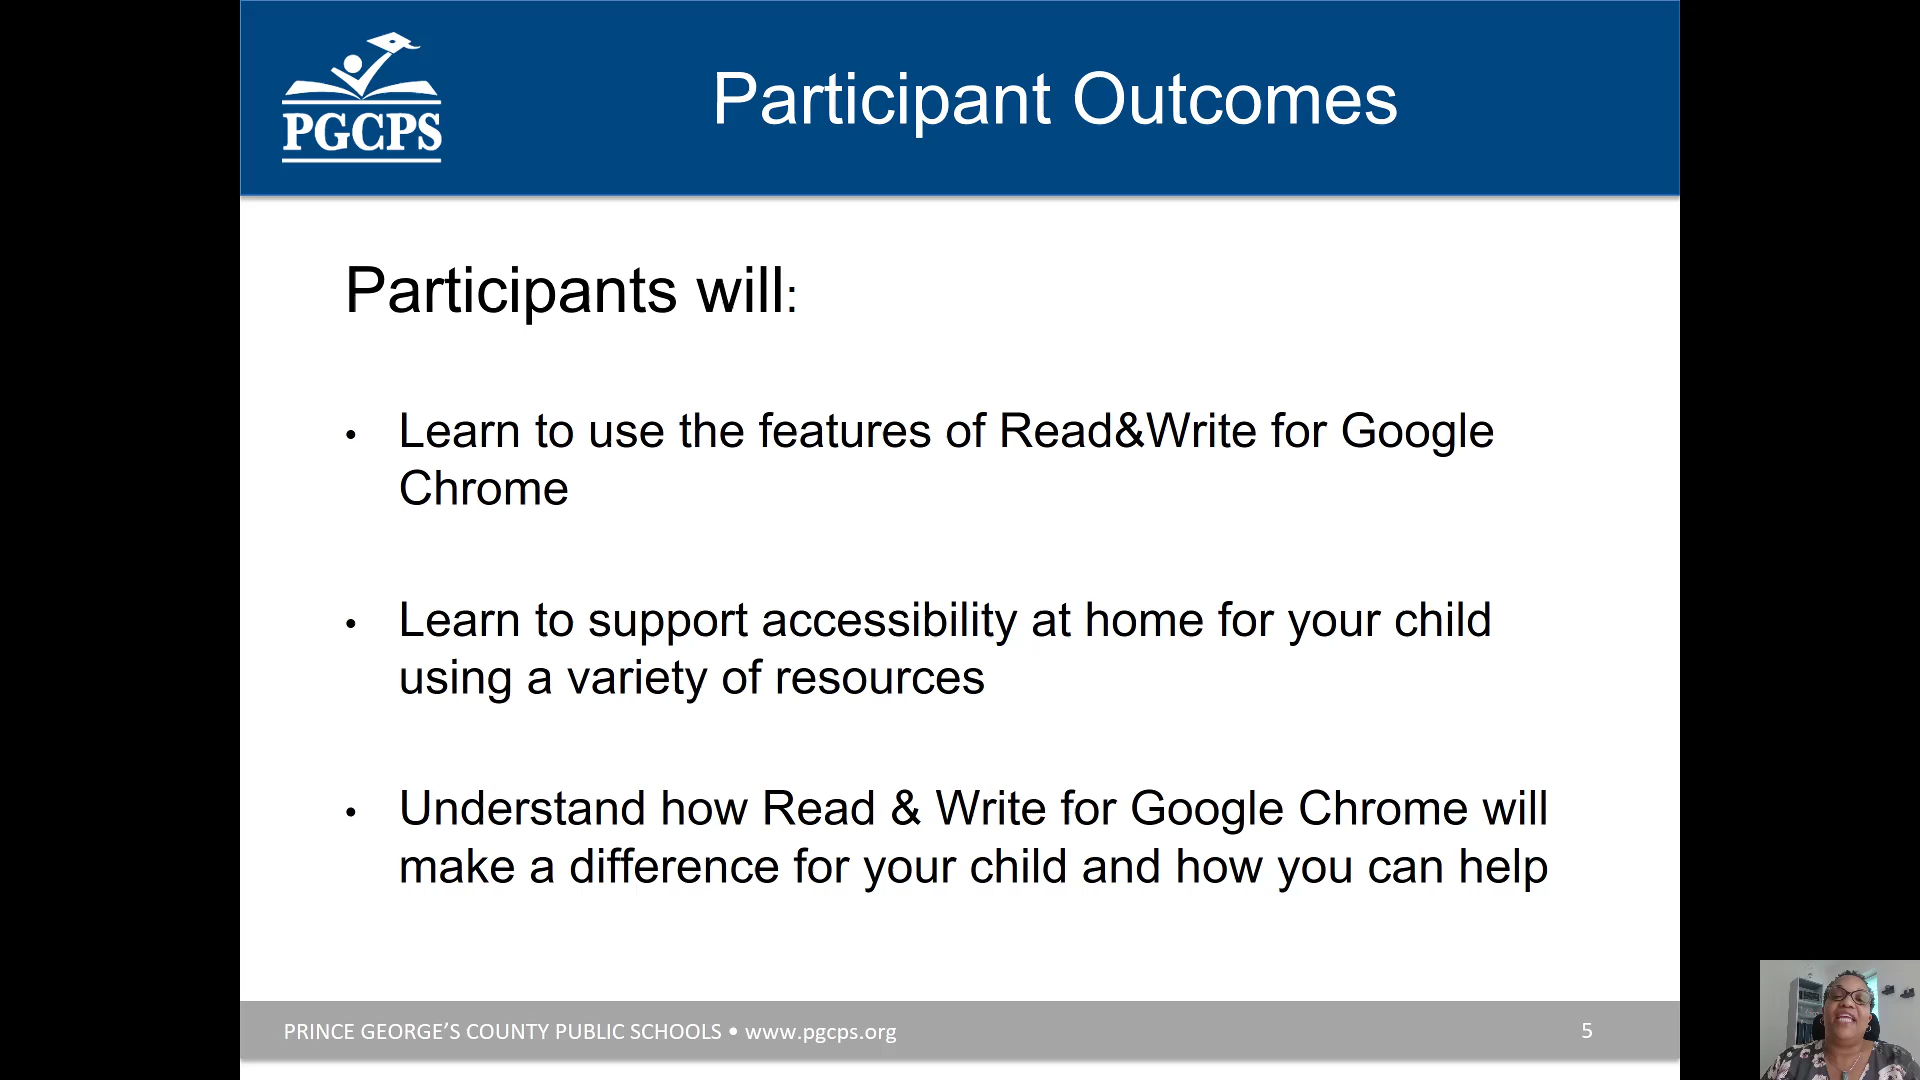 PGCPS
Participant Outcomes
Participants will:
• Learn to use the features of Read&Write for Google
Chrome
• Learn to support accessibility at home for your child
using a variety of resources
• Understand how Read & Write for Google Chrome will
make a difference for your child and how you can help
PRINCE GEORGE’S COUNTY PUBLIC SCHOOLS • www.pgcps.org
5